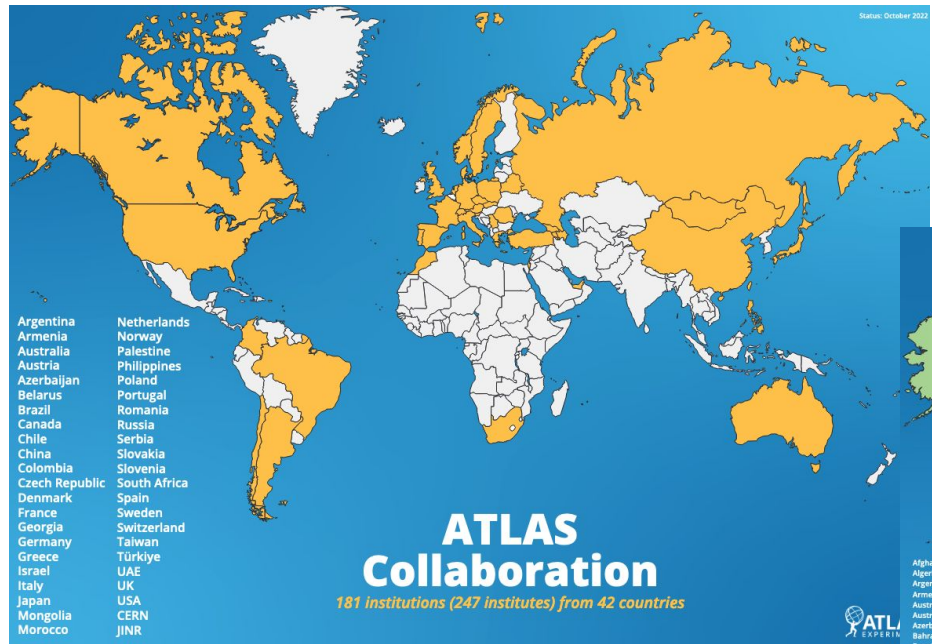 Status: October 2022
Argentina
Armenia
Australia
Austria
Azerbaijan
Belarus
Brazil
Canada
Chile
China
Colombia
Czech Republic
Denmark
France
Georgia
Germany
Greece
Israel
Italy
Japan
Mongolia
Morocco
Netherlands
Norway
Palestine
Philippines
Poland
Portugal
Romania
Russia
Serbia
Slovakia
Slovenia
South Africa
Spain
Sweden
Switzerland
Taiwan
Türkiye
UAE
UK
USA
CERN
JINR
ATLAS
Collaboration
181 institutions (247 institutes) from 42 countries